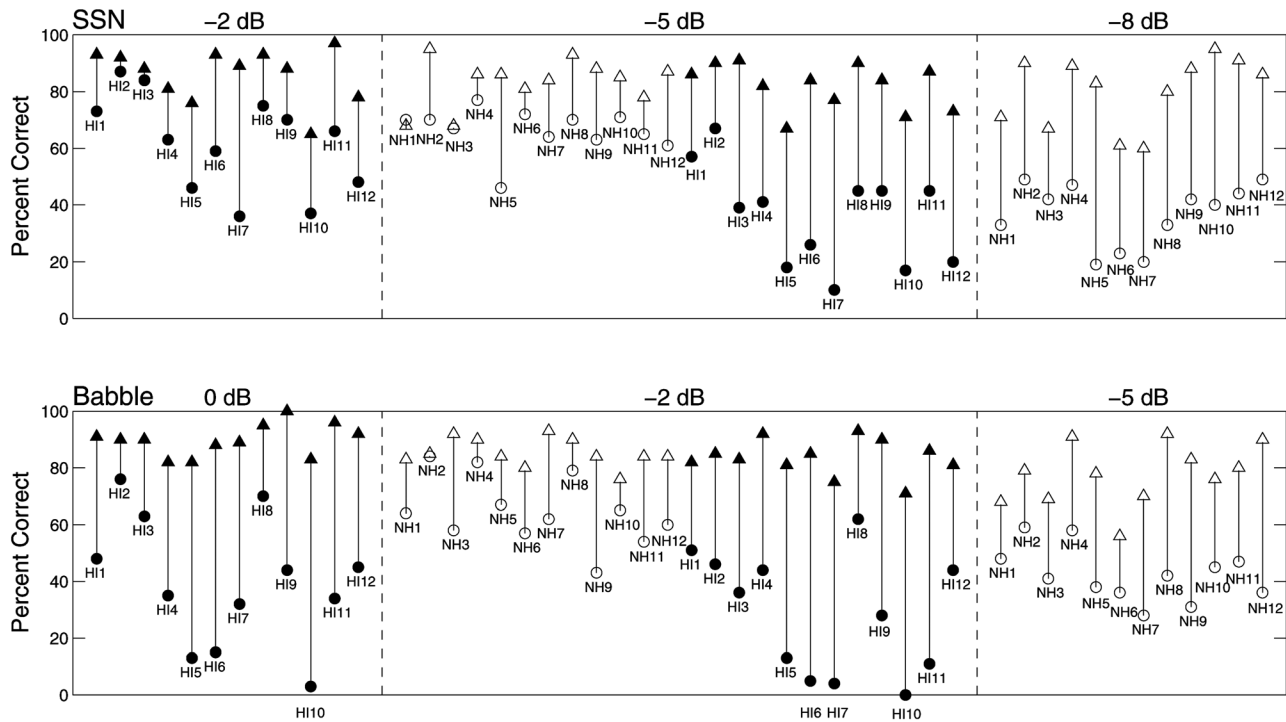 SSN −2 dB −5 dB −8 dB
Percent Correct
100
80
60
40
20
0
HI1 HI2 HI3 HI4 HI5 HI6 HI7 HI8 HI9 HI10 HI11 HI12
NH1 NH2 NH3 NH4 NH5 NH6 NH7 NH8 NH9 NH10 NH11 NH12
HI1 HI2 HI3 HI4 HI5 HI6 HI7 HI8 HI9 HI10 HI11 HI12
NH1 NH2 NH3 NH4 NH5 NH6 NH7 NH8 NH9 NH10 NH11 NH12
Babble 0 dB −2 dB −5 dB
Percent Correct
100
80
60
40
20
0
HI1 HI2 HI3 HI4 HI5 HI6 HI7 HI8 HI9 HI10 HI11 HI12
NH1 NH2 NH3 NH4 NH5 NH6 NH7 NH8 NH9 NH10 NH11 NH12
HI1 HI2 HI3 HI4 HI5 HI6 HI7 HI8 HI9 HI10 HI11 HI12
NH1 NH2 NH3 NH4 NH5 NH6 NH7 NH8 NH9 NH10 NH11 NH12